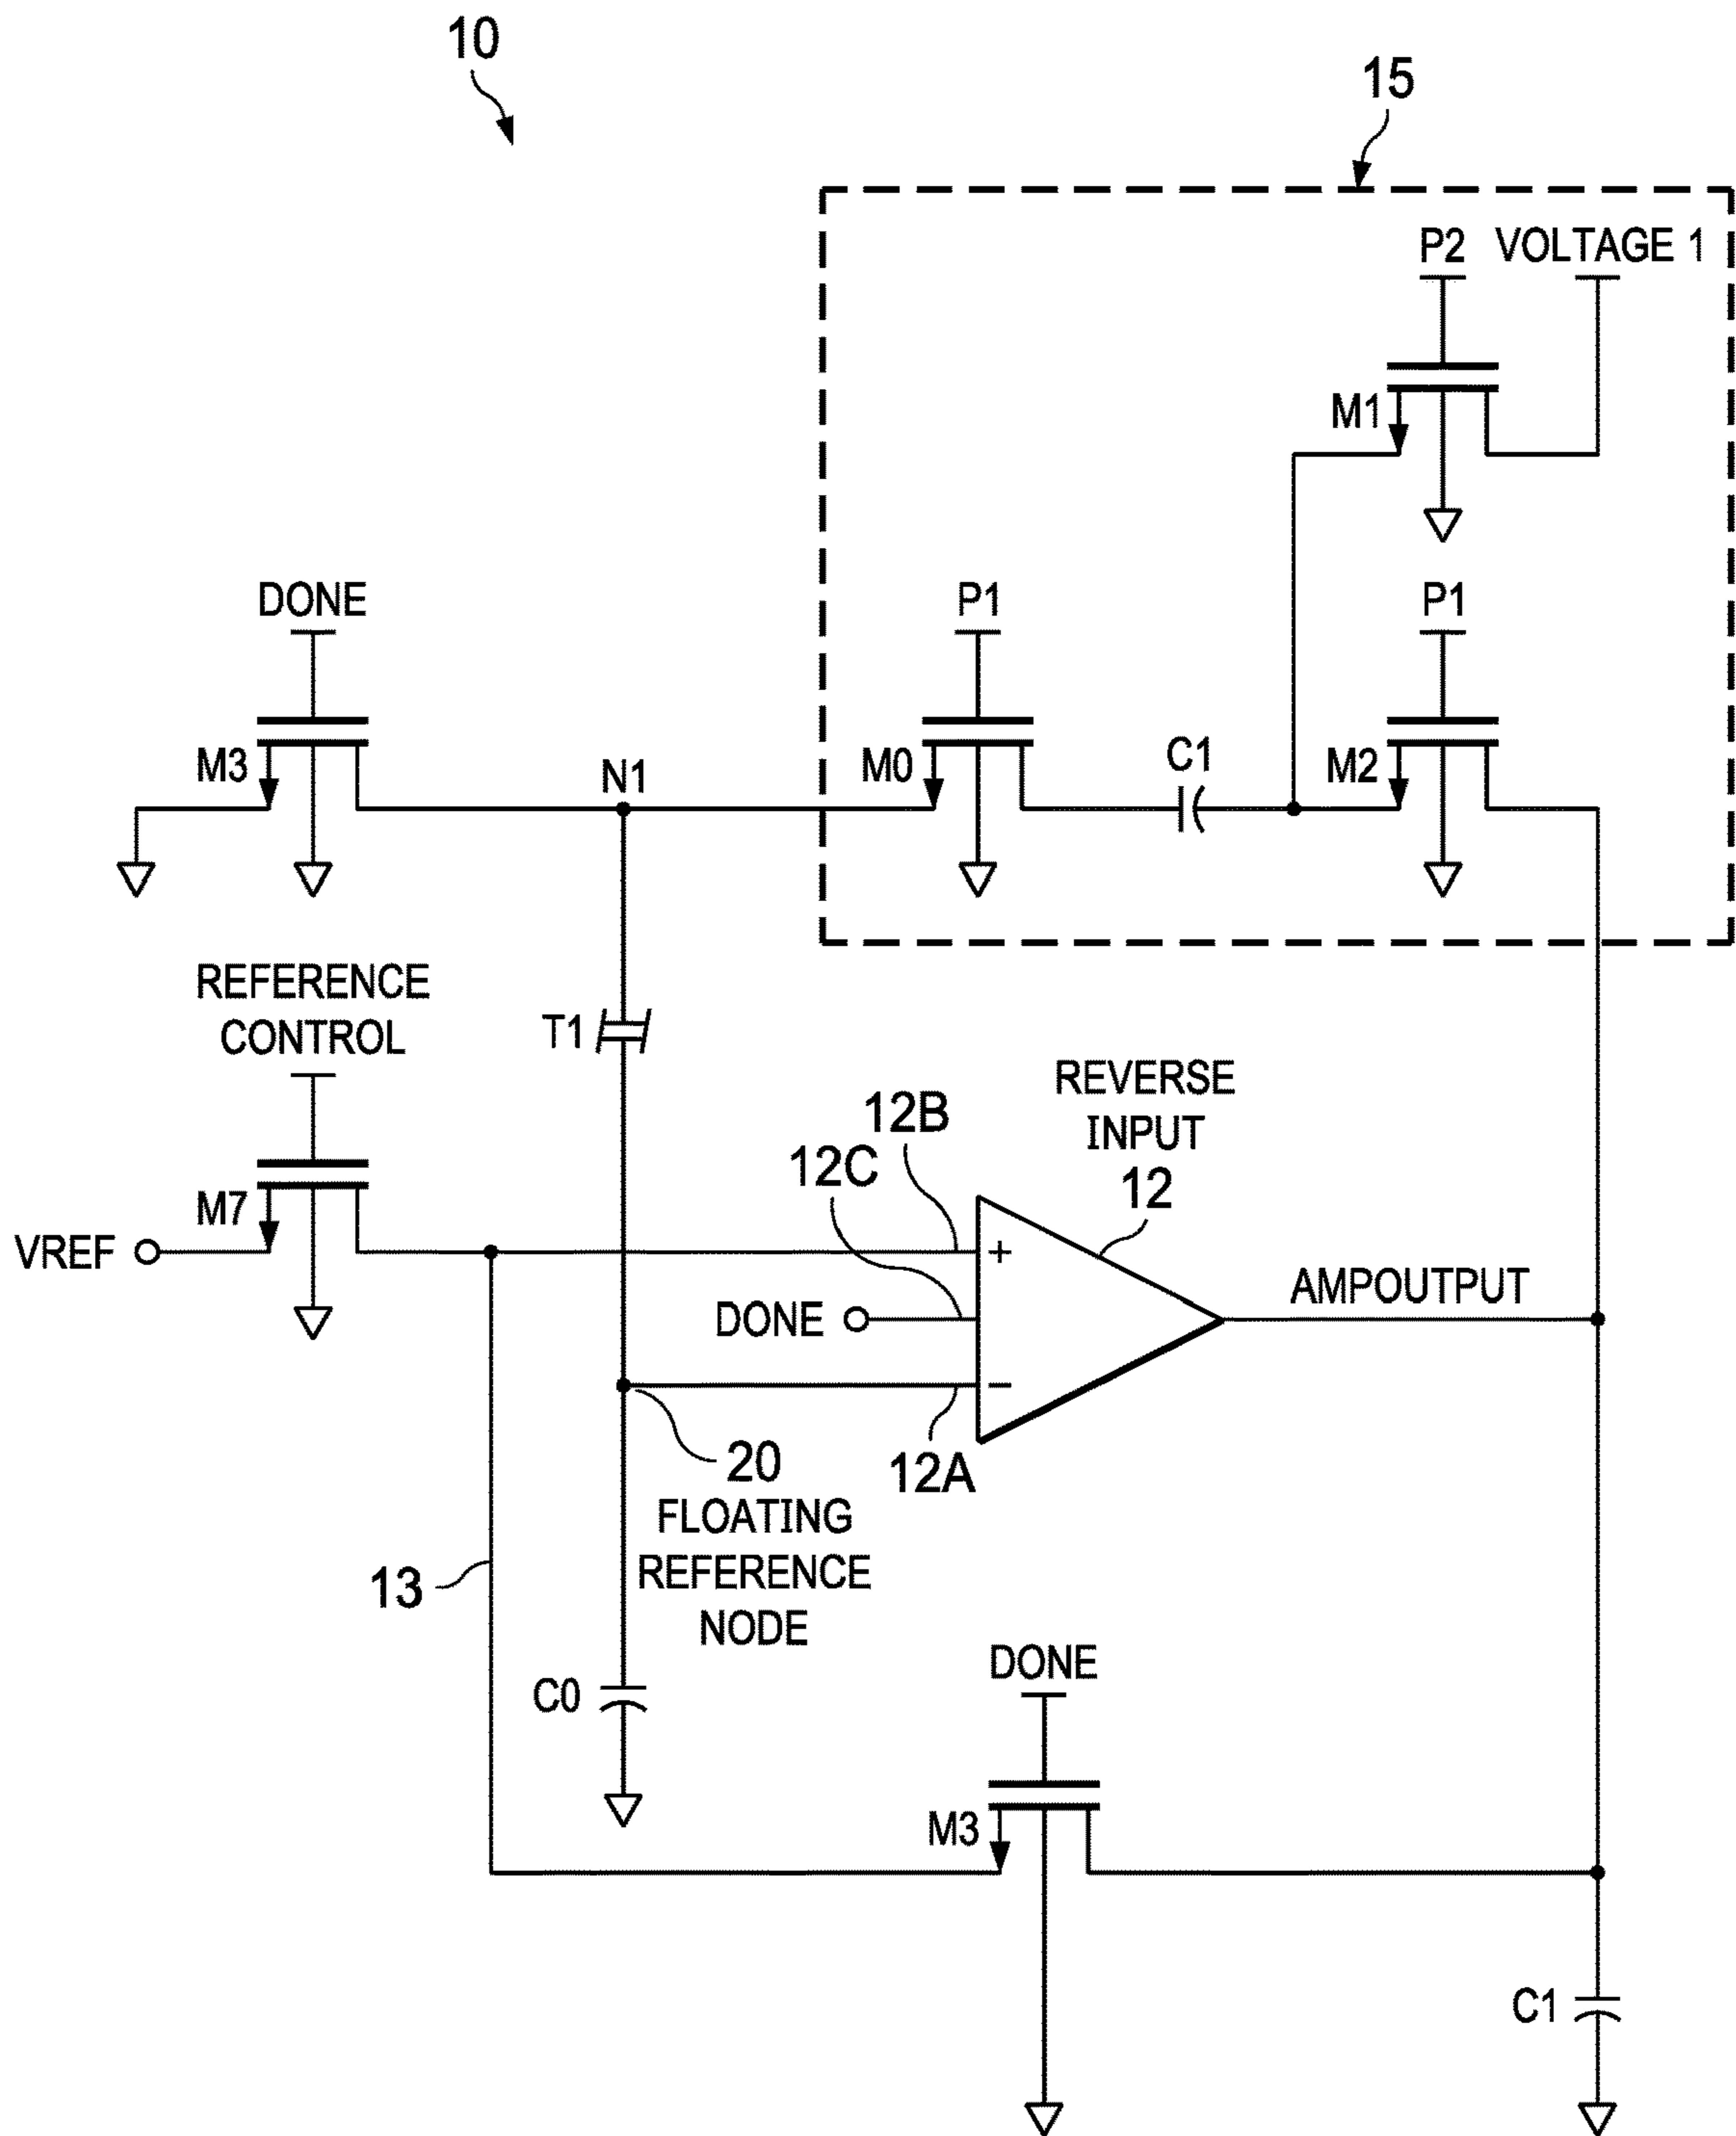 10
15
P2 VOLTAGE 1
M1
DONE
P1
P1
M3
N1
M0
C1
M2
REFERENCE
CONTROL
T1
REVERSE
INPUT
12
12B
12C
M7
VREF
+
DONE
AMPOUTPUT
−
20
12A
FLOATING
REFERENCE
NODE
13
DONE
C0
M3
C1